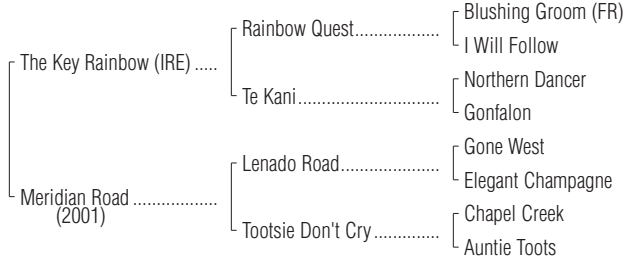 Blushing Groom (FR)
Rainbow Quest...................
I Will Follow
The Key Rainbow (IRE) .....
Northern Dancer
Te Kani................................
Gonfalon
Gone West
Lenado Road......................
Elegant Champagne
Meridian Road ...................
(2001)
Chapel Creek
Tootsie Don't Cry...............
Auntie Toots